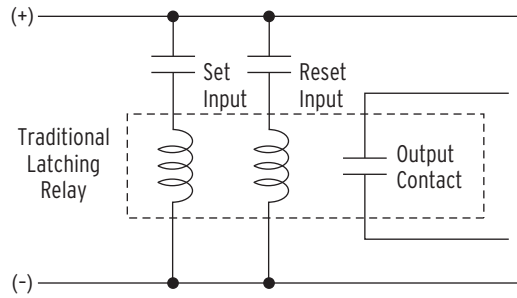 (+)
Set
Input
Reset
Input
Traditional
Latching
Relay
Output
Contact
(−)